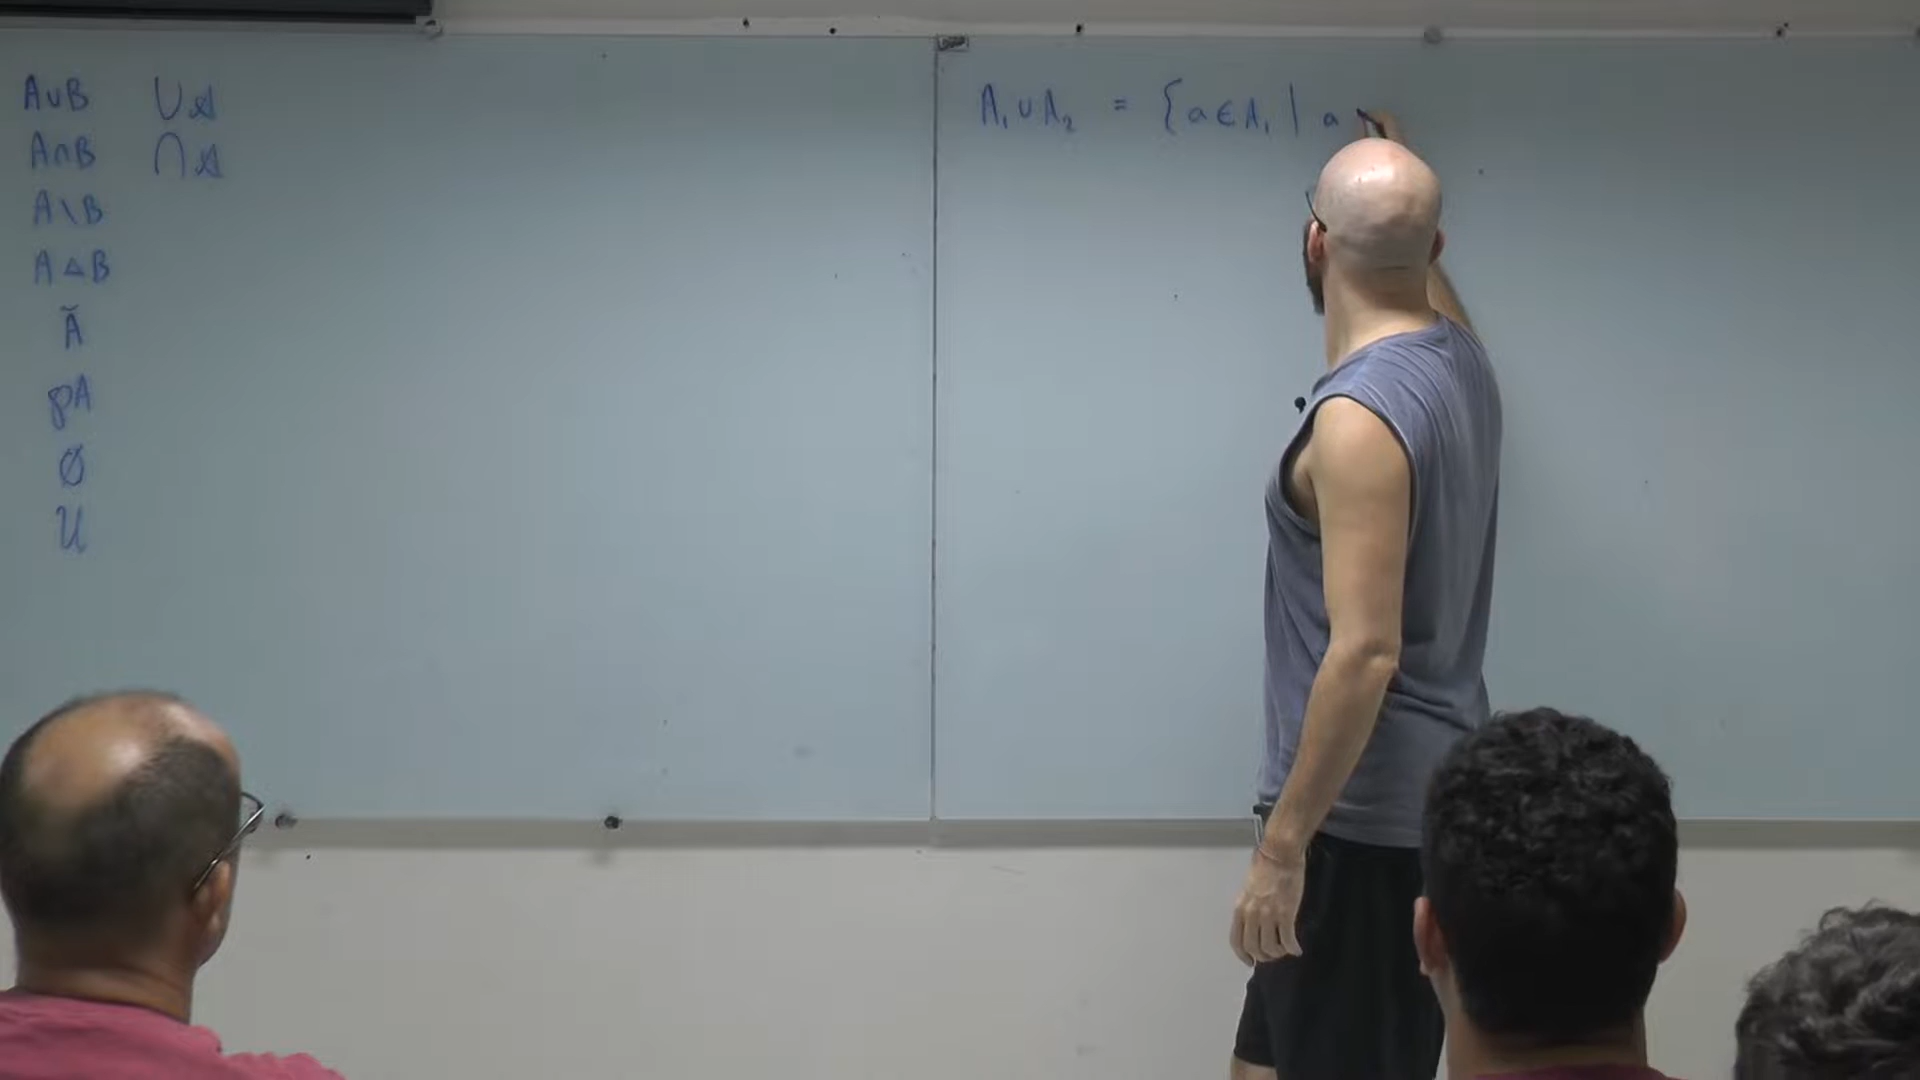 A∪B ∪𝒜
A∩B ∩𝒜
A\B
A△B
Ã
℘A
∅
𝒰
A₁∪A₂ = {a∈A₁ | a